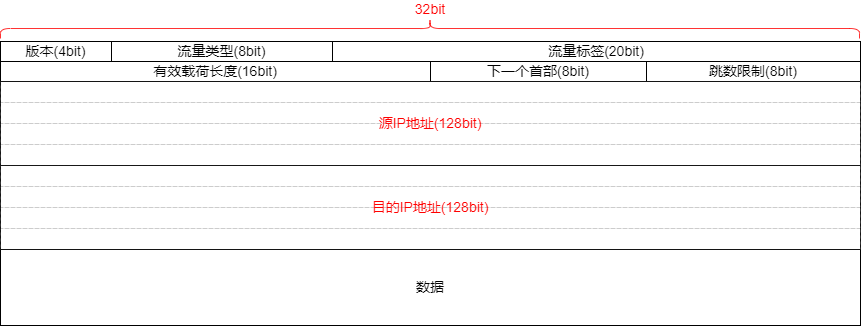 32bit
版本(4bit) 流量类型(8bit) 流量标签(20bit)
有效载荷长度(16bit) 下一个首部(8bit) 跳数限制(8bit)
源IP地址(128bit)
目的IP地址(128bit)
数据